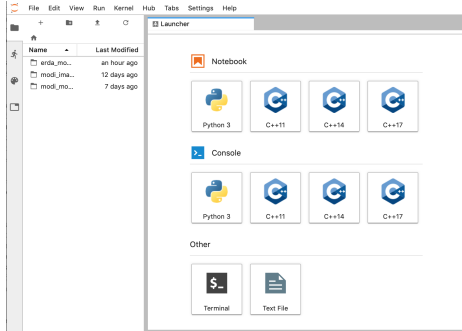 File Edit View Run Kernel Hub Tabs Settings Help
Launcher
Name Last Modified
erda_mo... an hour ago
modi_ima... 12 days ago
modi_mo... 7 days ago
Notebook
Python 3 C++11 C++14 C++17
>_ Console
Python 3 C++11 C++14 C++17
Other
$_
Terminal Text File